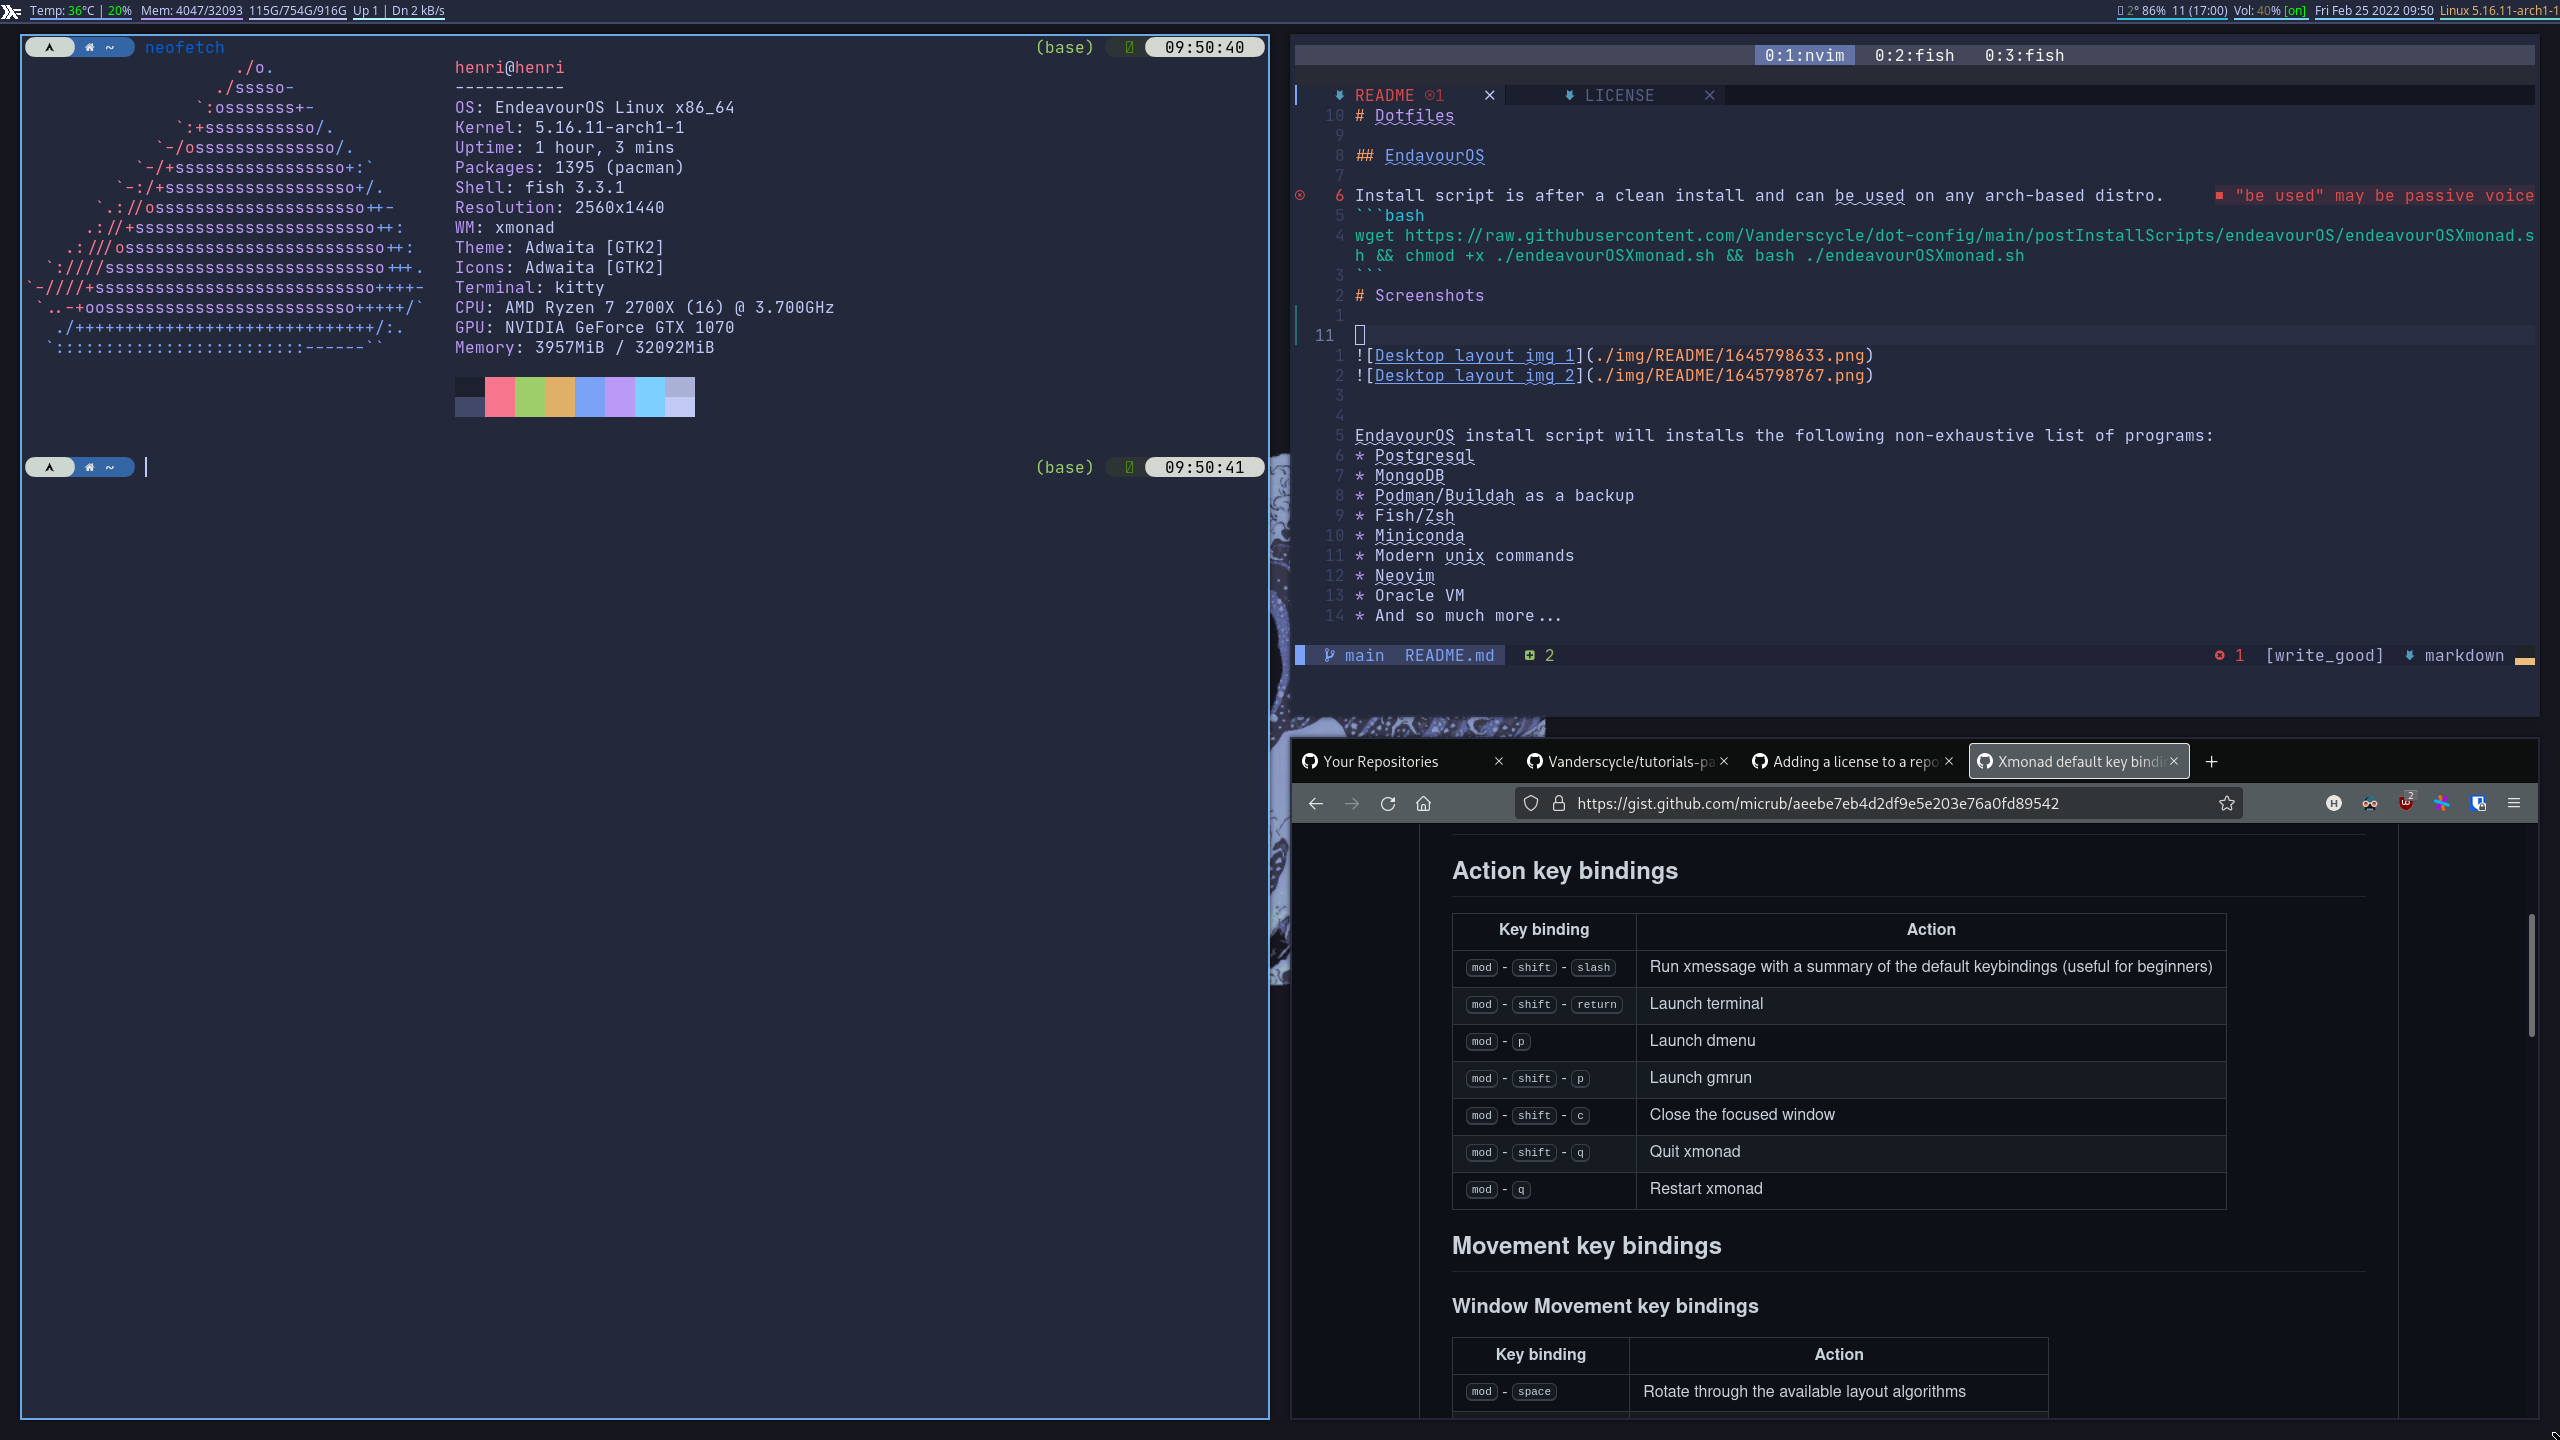 Temp: 36°C | 20% Mem: 4047/32093 115G/754G/916G Up 1 | Dn 2 kB/s
2° 86% 11 (17:00) Vol: 40% [on] Fri Feb 25 2022 09:50 Linux 5.16.11-arch1-1
~ neofetch (base) 09:50:40
./o. henri@henri
./sssso- -----------
`:osssssss+- OS: EndeavourOS Linux x86_64
`:+sssssssssso/. Kernel: 5.16.11-arch1-1
`-/ossssssssssssso/. Uptime: 1 hour, 3 mins
`-/+sssssssssssssssso+:` Packages: 1395 (pacman)
`-:/+sssssssssssssssssso+/. Shell: fish 3.3.1
`.://osssssssssssssssssssso++- Resolution: 2560x1440
.://+ssssssssssssssssssssssso++: WM: xmonad
.:///ossssssssssssssssssssssssso++: Theme: Adwaita [GTK2]
`:////ssssssssssssssssssssssssssso+++. Icons: Adwaita [GTK2]
`-////+ssssssssssssssssssssssssssso++++- Terminal: kitty
`..-+oosssssssssssssssssssssssso+++++/` CPU: AMD Ryzen 7 2700X (16) @ 3.700GHz
./++++++++++++++++++++++++++++++/:. GPU: NVIDIA GeForce GTX 1070
`:::::::::::::::::::::::::------`` Memory: 3957MiB / 32092MiB
~ (base) 09:50:41
0:1:nvim 0:2:fish 0:3:fish
README 1 × LICENSE ×
10 # Dotfiles
9
8 ## EndavourOS
7
6 Install script is after a clean install and can be used on any arch-based distro. ■ "be used" may be passive voice
5 ```bash
4 wget https://raw.githubusercontent.com/Vanderscycle/dot-config/main/postInstallScripts/endeavourOS/endeavourOSXmonad.s
h && chmod +x ./endeavourOSXmonad.sh && bash ./endeavourOSXmonad.sh
3 ```
2 # Screenshots
1
11
1 ![Desktop layout img 1](./img/README/1645798633.png)
2 ![Desktop layout img 2](./img/README/1645798767.png)
3
4
5 EndavourOS install script will installs the following non-exhaustive list of programs:
6 * Postgresql
7 * MongoDB
8 * Podman/Buildah as a backup
9 * Fish/Zsh
10 * Miniconda
11 * Modern unix commands
12 * Neovim
13 * Oracle VM
14 * And so much more...
main README.md 2 1 [write_good] markdown
Your Repositories × Vanderscycle/tutorials-pa × Adding a license to a repo × Xmonad default key bindi × +
https://gist.github.com/micrub/aeebe7eb4d2df9e5e203e76a0fd89542 H 2
Action key bindings
Key binding Action
mod - shift - slash Run xmessage with a summary of the default keybindings (useful for beginners)
mod - shift - return Launch terminal
mod - p Launch dmenu
mod - shift - p Launch gmrun
mod - shift - c Close the focused window
mod - shift - q Quit xmonad
mod - q Restart xmonad
Movement key bindings
Window Movement key bindings
Key binding Action
mod - space Rotate through the available layout algorithms